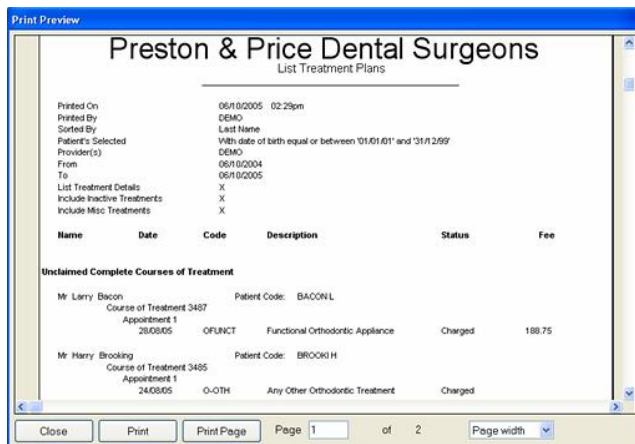 Print Preview
Preston & Price Dental Surgeons
List Treatment Plans
Printed On 06/10/2005 02:29pm
Printed By DEMO
Sorted By Last Name
Patient's Selected With date of birth equal or between '01/01/01' and '31/12/99'
Provider(s) DEMO
From 06/10/2004
To 06/10/2005
List Treatment Details X
Include Inactive Treatments X
Include Misc Treatments X
Name Date Code Description Status Fee
Unclaimed Complete Courses of Treatment
Mr Larry Bacon Patient Code: BACON L
Course of Treatment 3487
Appointment 1
28/08/05 OFUNCT Functional Orthodontic Appliance Charged 188.75
Mr Harry Brooking Patient Code: BROOKI H
Course of Treatment 3485
Appointment 1
24/08/05 O-OTH Any Other Orthodontic Treatment Charged
Close Print Print Page Page 1 of 2 Page width